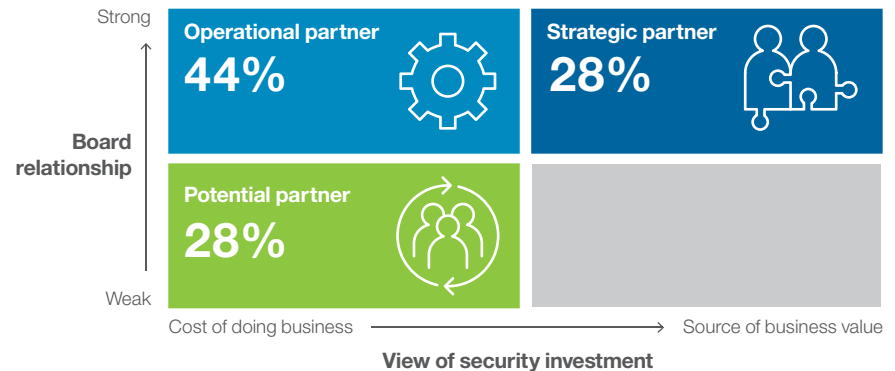 Strong
Operational partner
44%
Strategic partner
28%
Board
relationship
Potential partner
28%
Weak
Cost of doing business
Source of business value
View of security investment